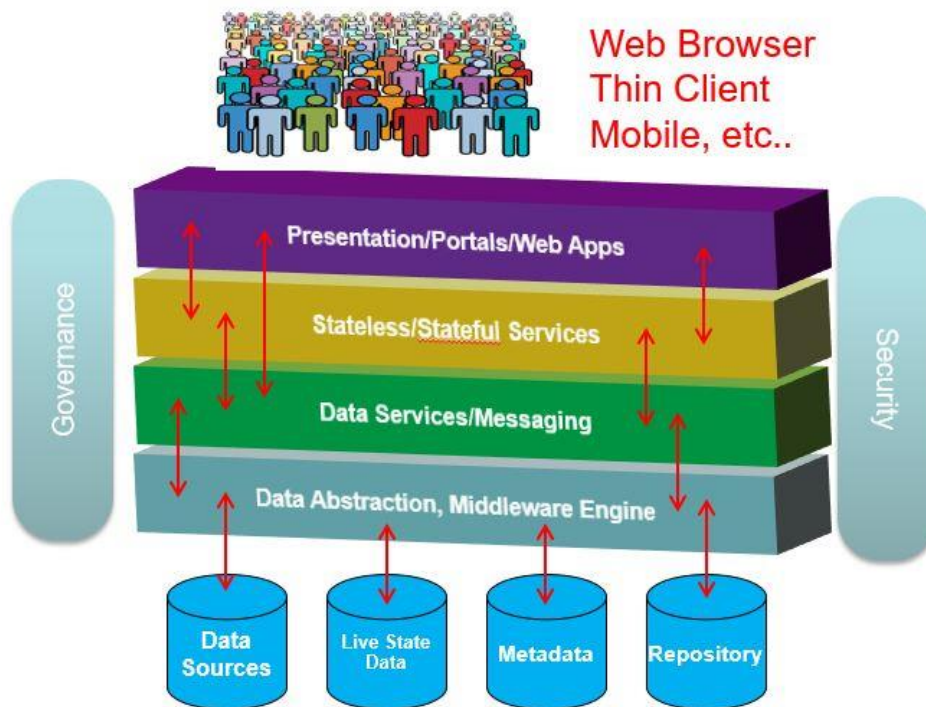 Web Browser
Thin Client
Mobile, etc..
Governance
Security
Presentation/Portals/Web Apps
Stateless/Stateful Services
Data Services/Messaging
Data Abstraction, Middleware Engine
Data
Sources
Live State
Data
Metadata
Repository